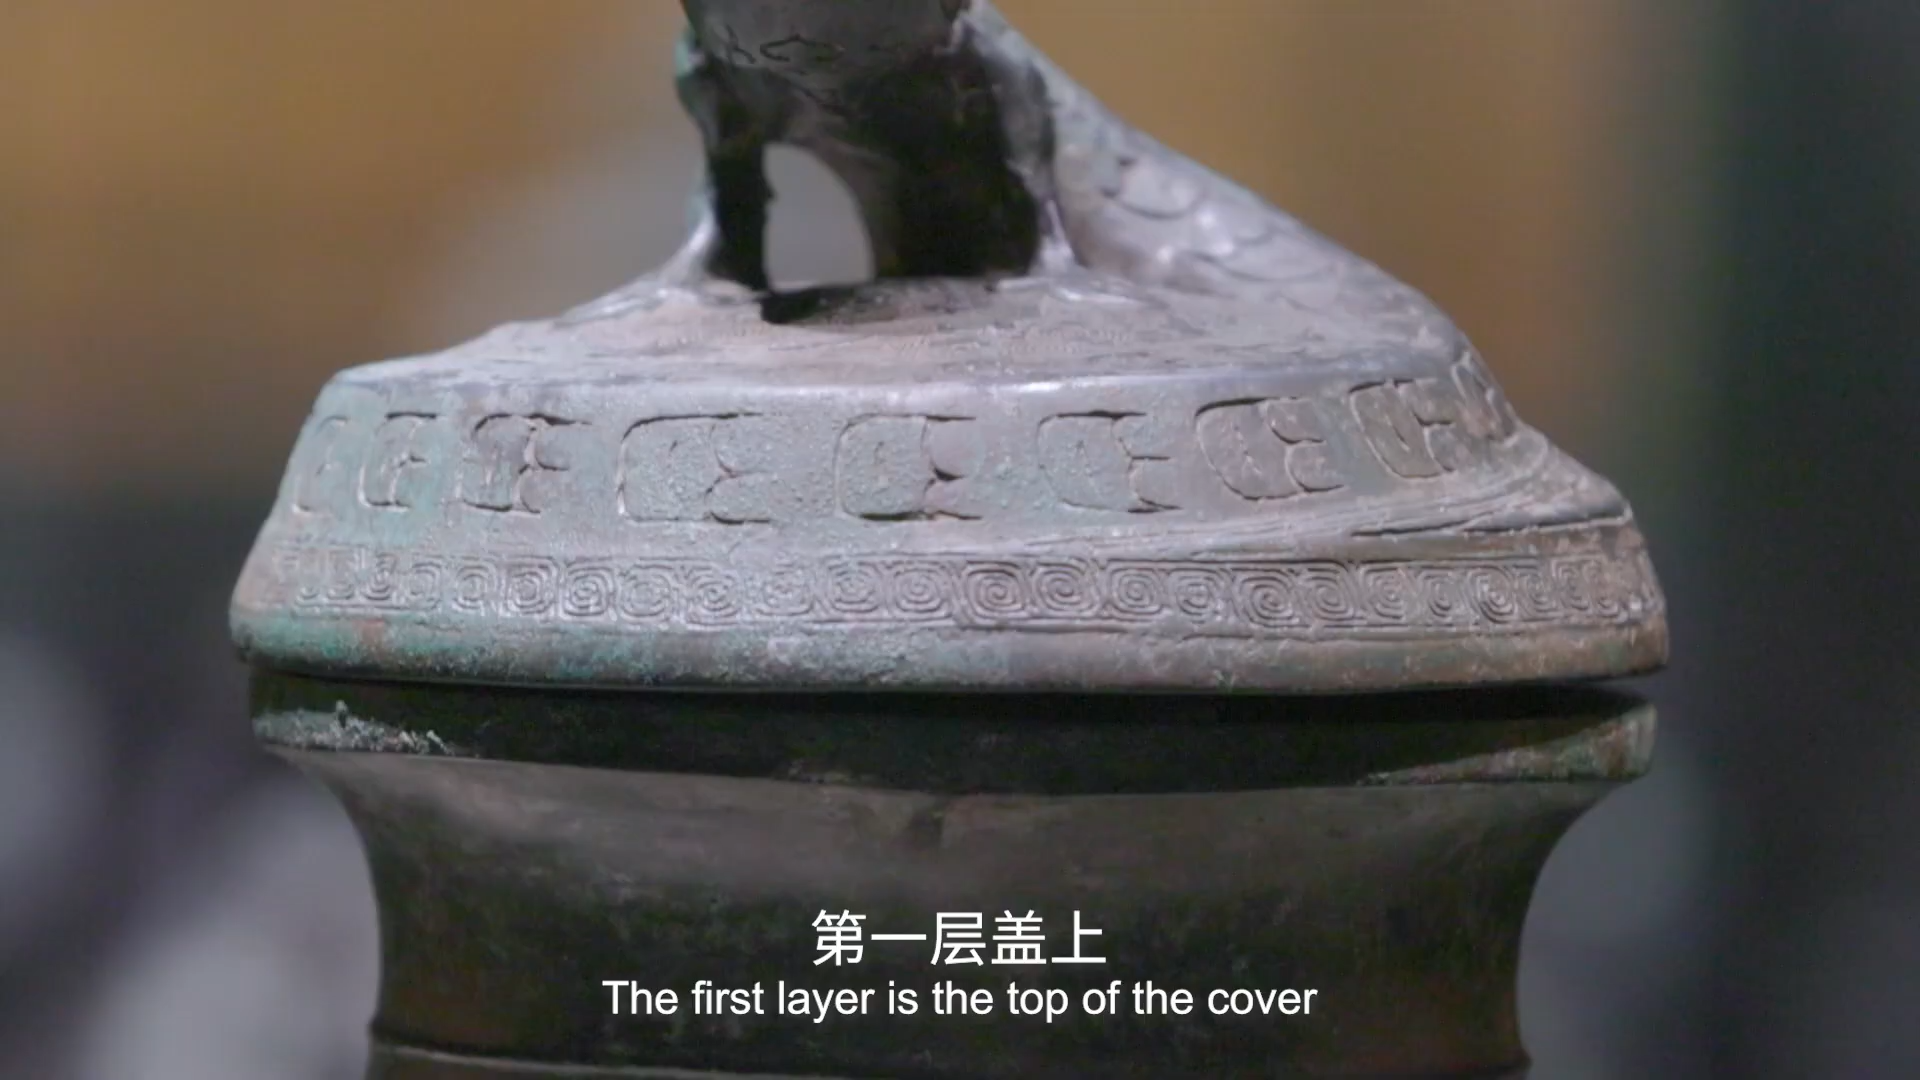 第一层盖上
The first layer is the top of the cover